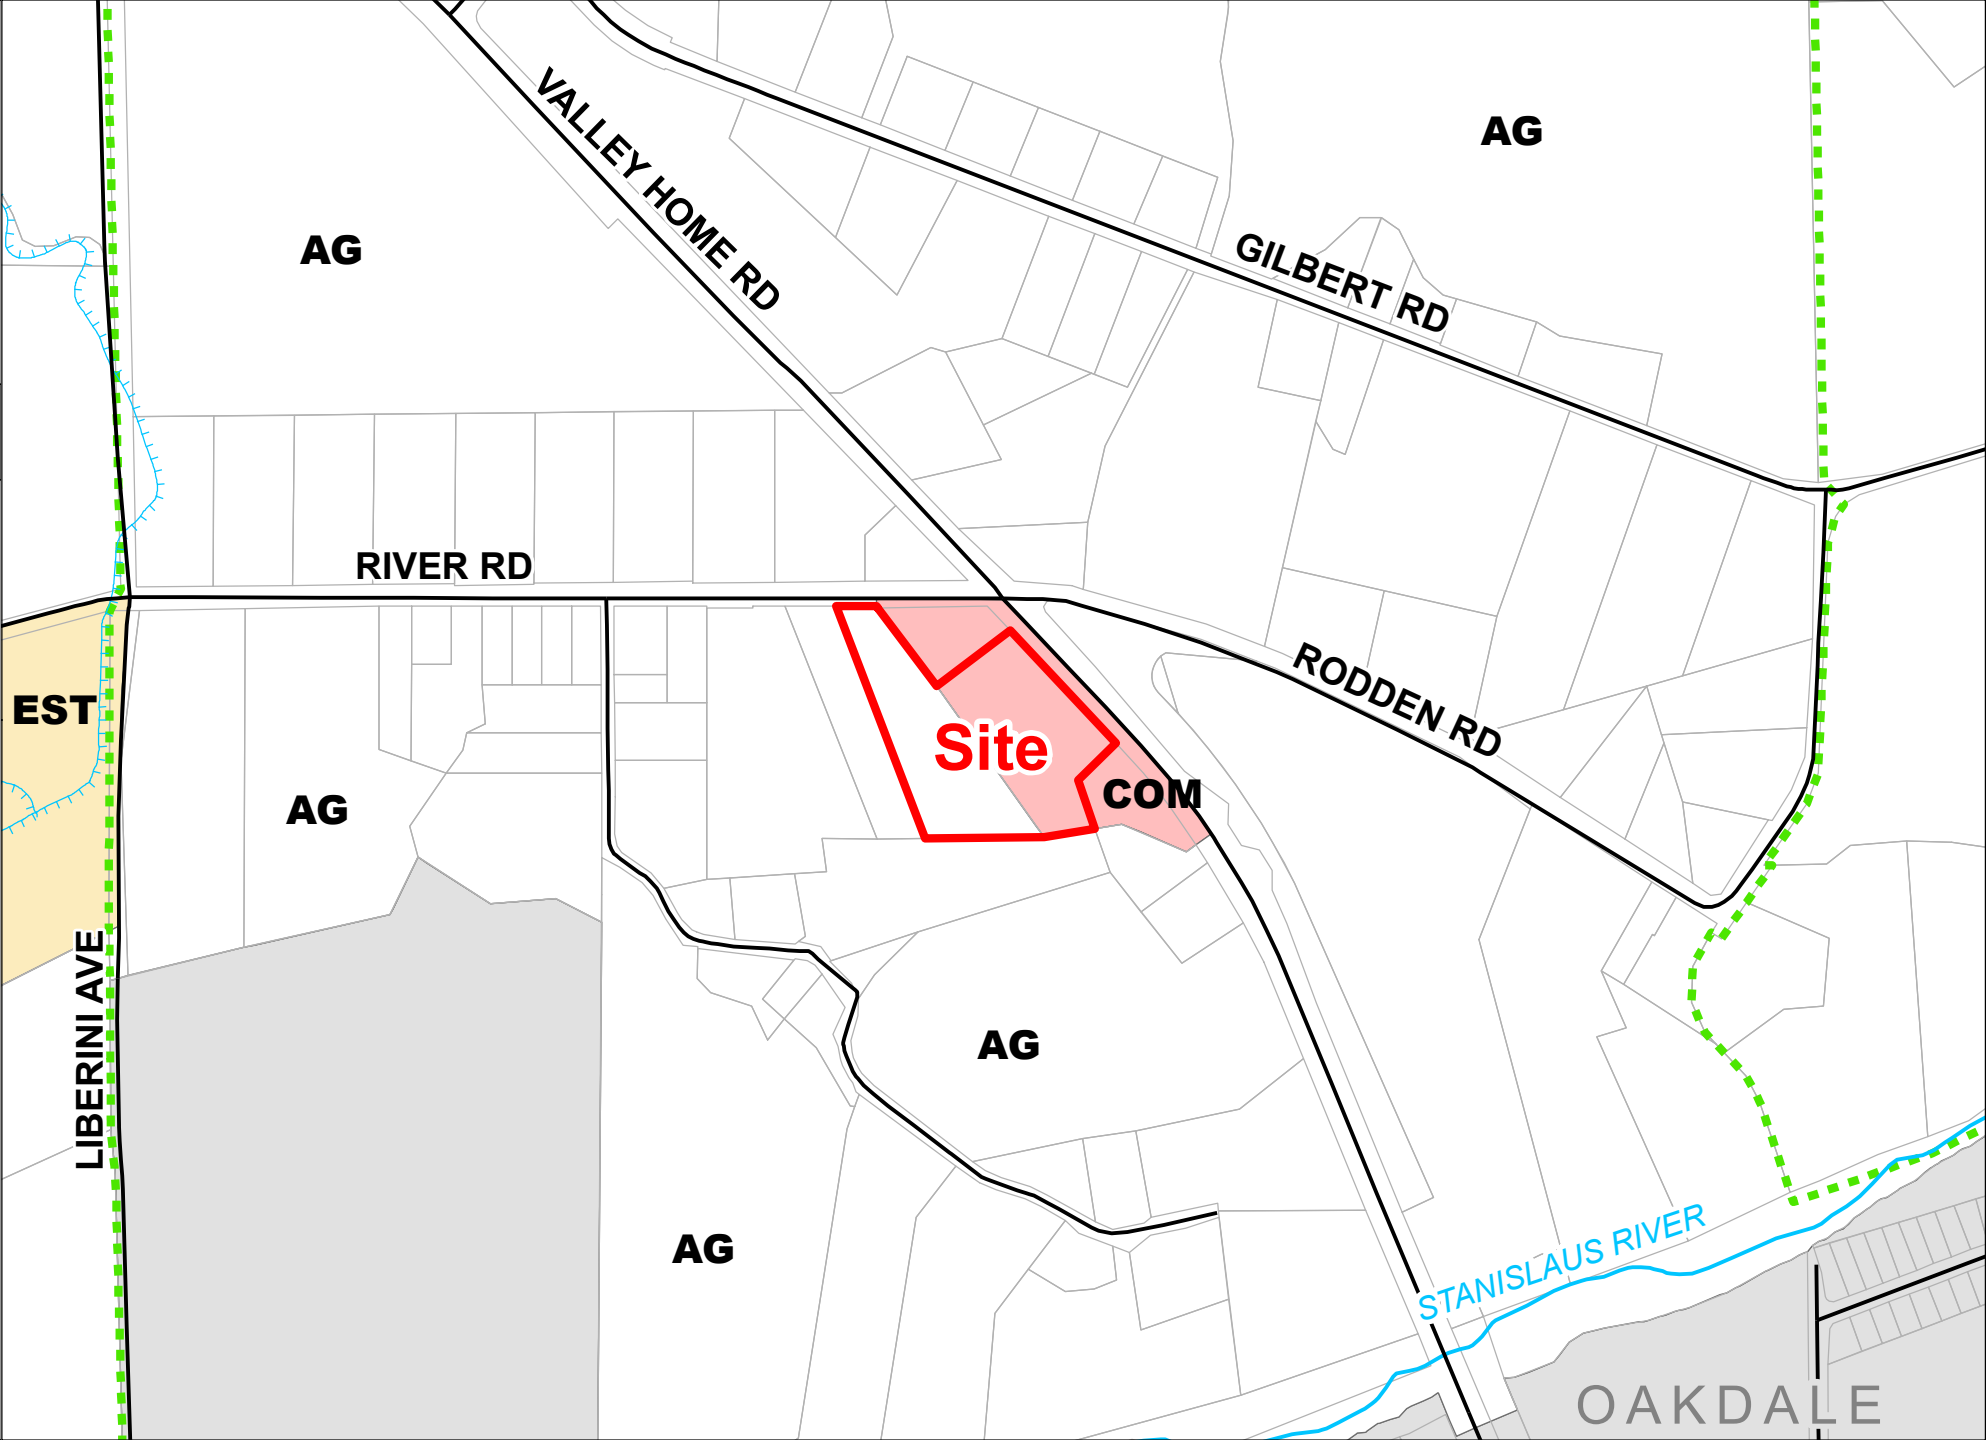 AG
VALLEY HOME RD
AG
GILBERT RD
RIVER RD
RODDEN RD
EST
Site
COM
AG
LIBERINI AVE
AG
AG
STANISLAUS RIVER
OAKDALE